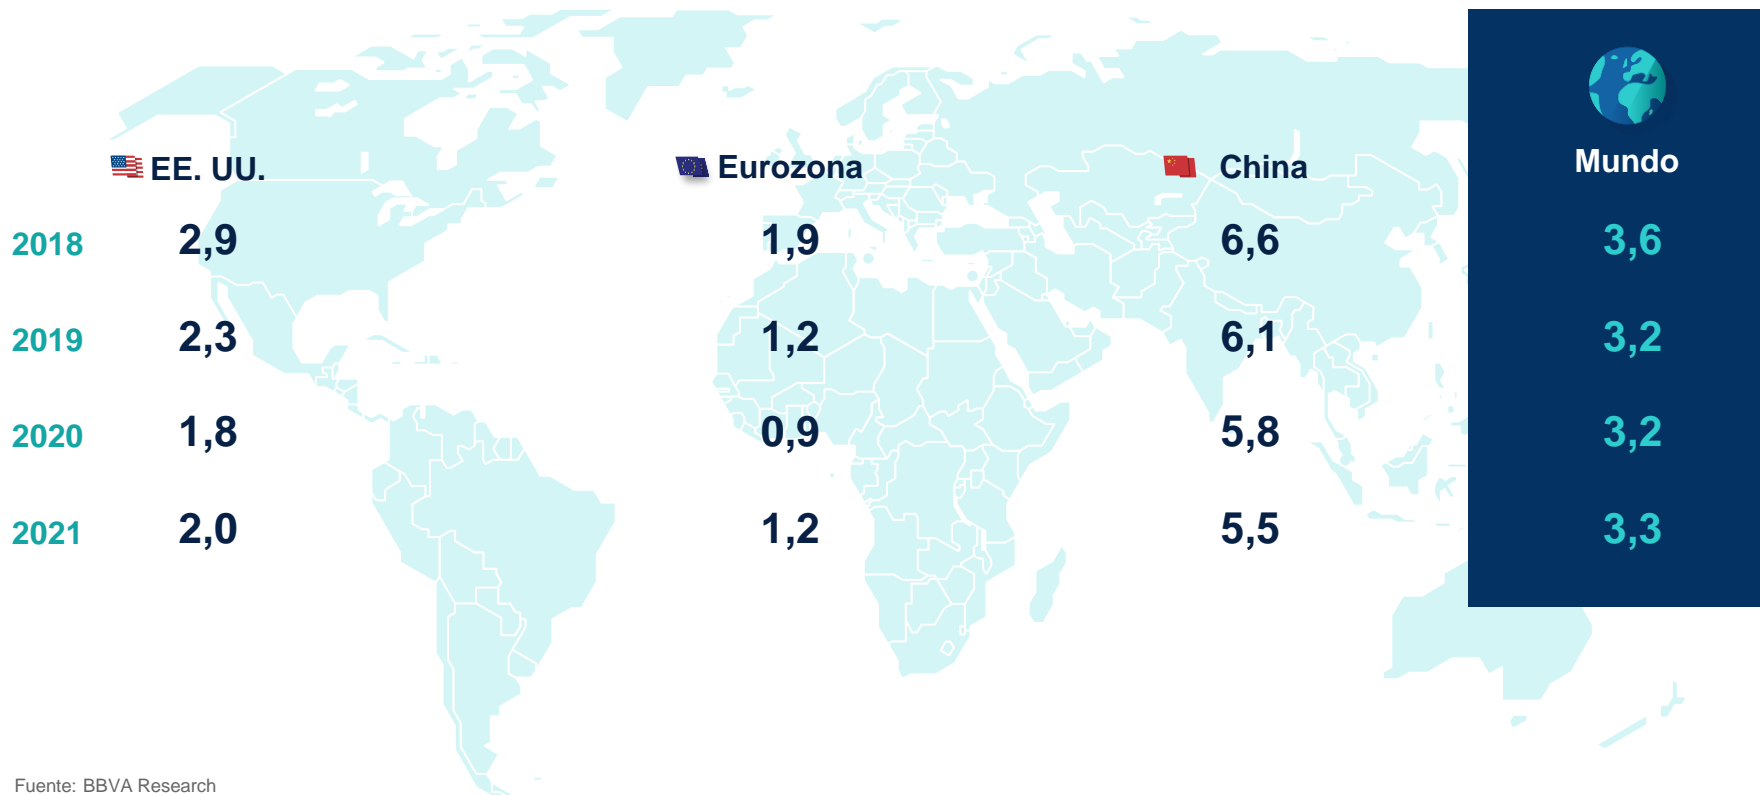 EE. UU. Eurozona China Mundo
2018 2,9 1,9 6,6 3,6
2019 2,3 1,2 6,1 3,2
2020 1,8 0,9 5,8 3,2
2021 2,0 1,2 5,5 3,3
Fuente: BBVA Research